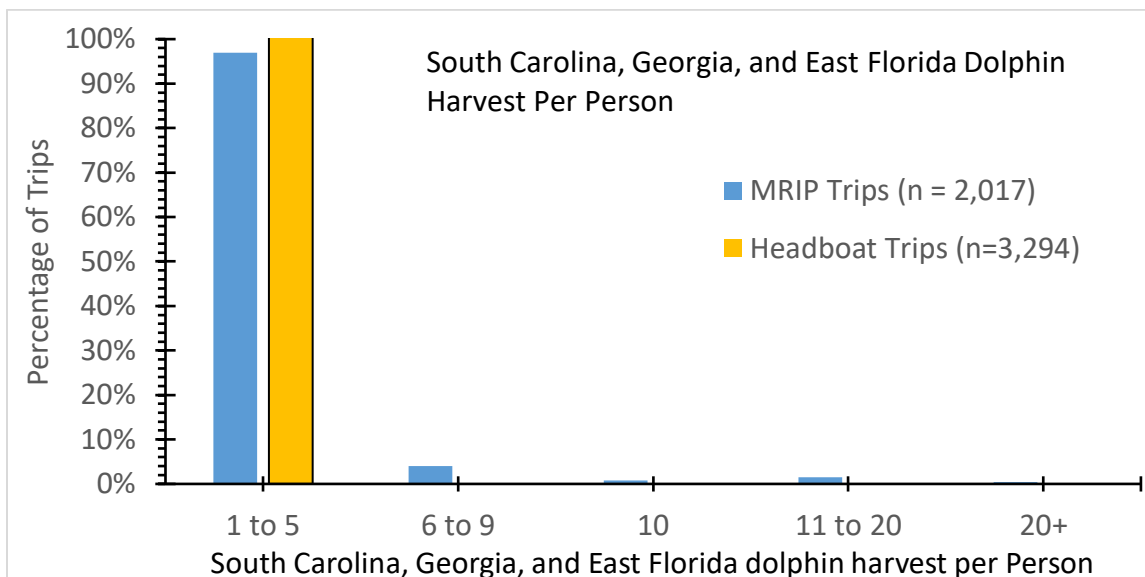 100%
90%
80%
70%
60%
50%
40%
30%
20%
10%
0%
Percentage of Trips
South Carolina, Georgia, and East Florida Dolphin
Harvest Per Person
MRIP Trips (n = 2,017)
Headboat Trips (n=3,294)
1 to 5 6 to 9 10 11 to 20 20+
South Carolina, Georgia, and East Florida dolphin harvest per Person